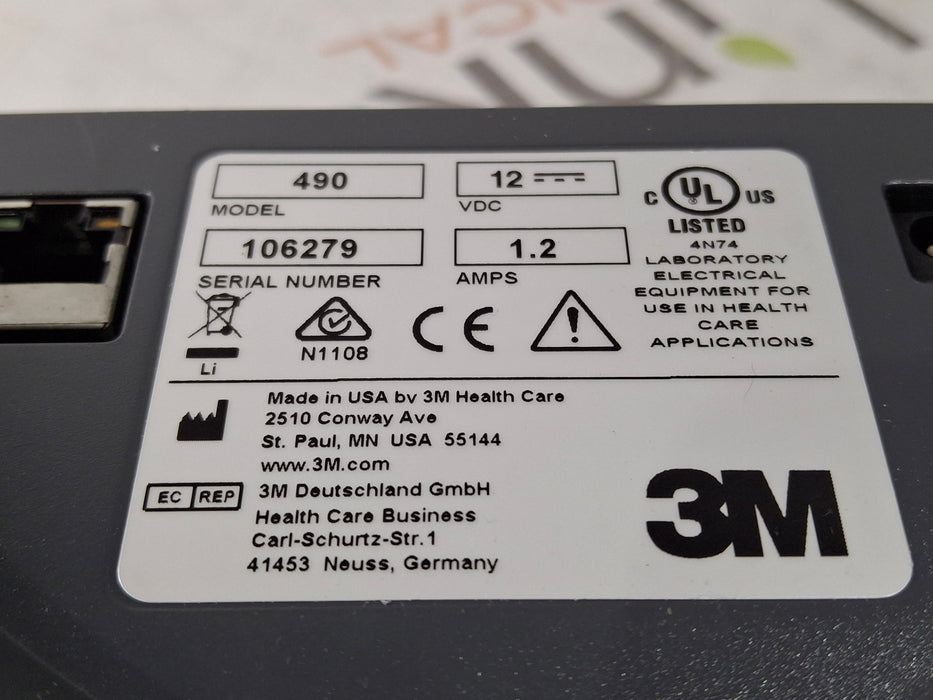 490
MODEL
12
VDC
106279
SERIAL NUMBER
1.2
AMPS
C UL US
®
LISTED
4N74
LABORATORY
ELECTRICAL
EQUIPMENT FOR
USE IN HEALTH
CARE
APPLICATIONS
Li
N1108
CE
!
Made in USA by 3M Health Care
2510 Conway Ave
St. Paul, MN USA 55144
www.3M.com
EC REP
3M Deutschland GmbH
Health Care Business
Carl-Schurtz-Str.1
41453 Neuss, Germany
3M